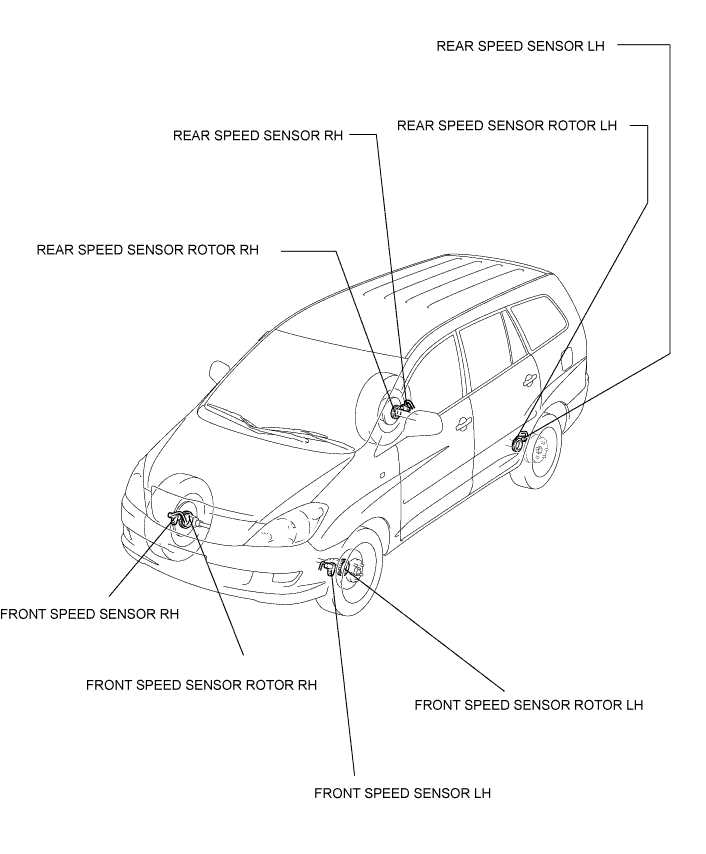 REAR SPEED SENSOR LH
REAR SPEED SENSOR ROTOR LH
REAR SPEED SENSOR RH
REAR SPEED SENSOR ROTOR RH
FRONT SPEED SENSOR RH
FRONT SPEED SENSOR ROTOR RH
FRONT SPEED SENSOR ROTOR LH
FRONT SPEED SENSOR LH